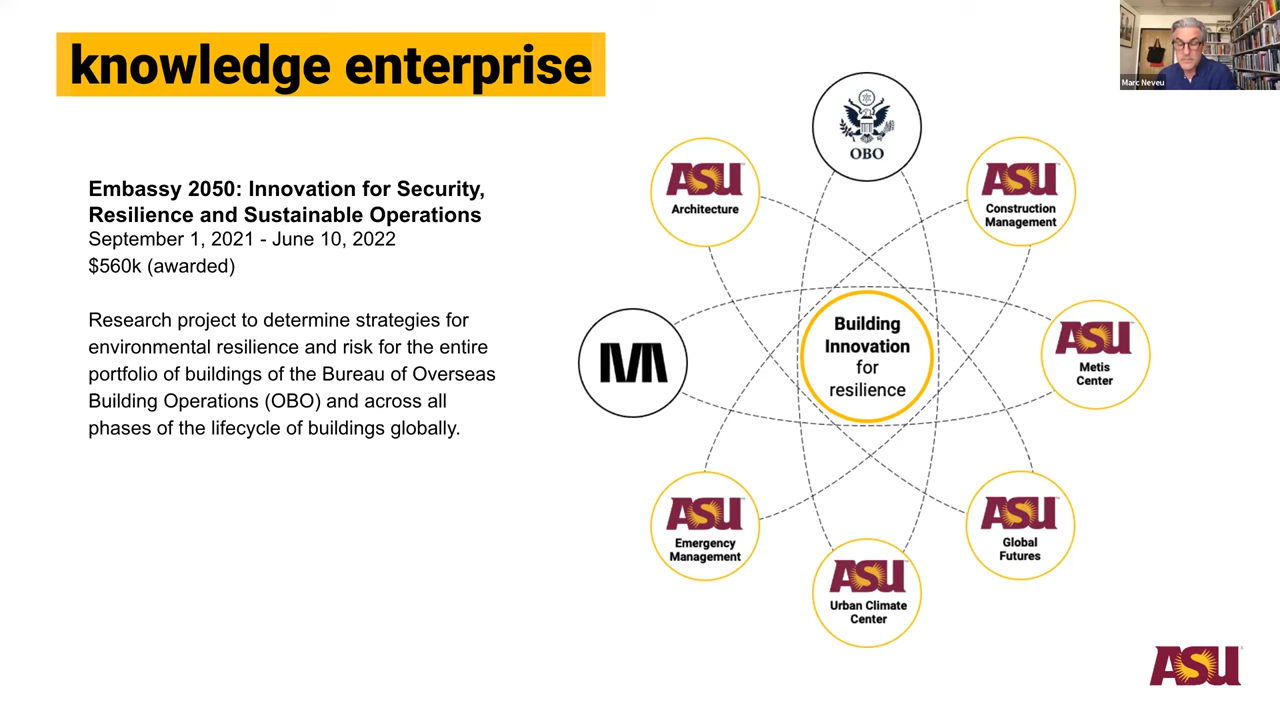 knowledge enterprise
Marc Neveu
Embassy 2050: Innovation for Security,
Resilience and Sustainable Operations
September 1, 2021 - June 10, 2022
$560k (awarded)
Research project to determine strategies for
environmental resilience and risk for the entire
portfolio of buildings of the Bureau of Overseas
Building Operations (OBO) and across all
phases of the lifecycle of buildings globally.
OBO
ASU
Architecture
ASU
Construction
Management
Building
Innovation
for
resilience
ASU
Metis
Center
ASU
Emergency
Management
ASU
Global
Futures
ASU
Urban Climate
Center
ASU